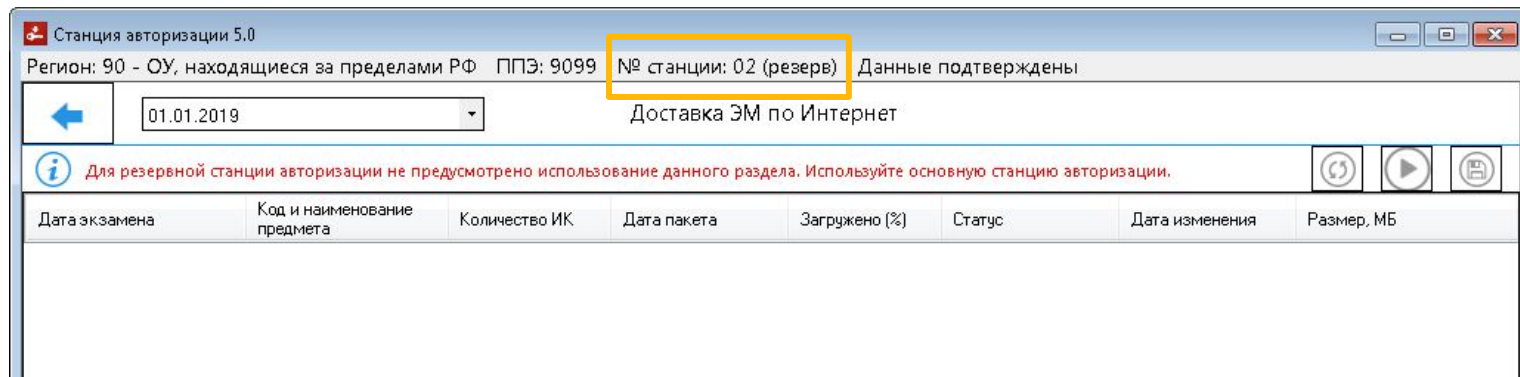 Станция авторизации 5.0
Регион: 90 - ОУ, находящиеся за пределами РФ ППЭ: 9099 № станции: 02 (резерв) Данные подтверждены
01.01.2019 Доставка ЭМ по Интернет
Для резервной станции авторизации не предусмотрено использование данного раздела. Используйте основную станцию авторизации.
Дата экзамена Код и наименование предмета Количество ИК Дата пакета Загружено (%) Статус Дата изменения Размер, МБ